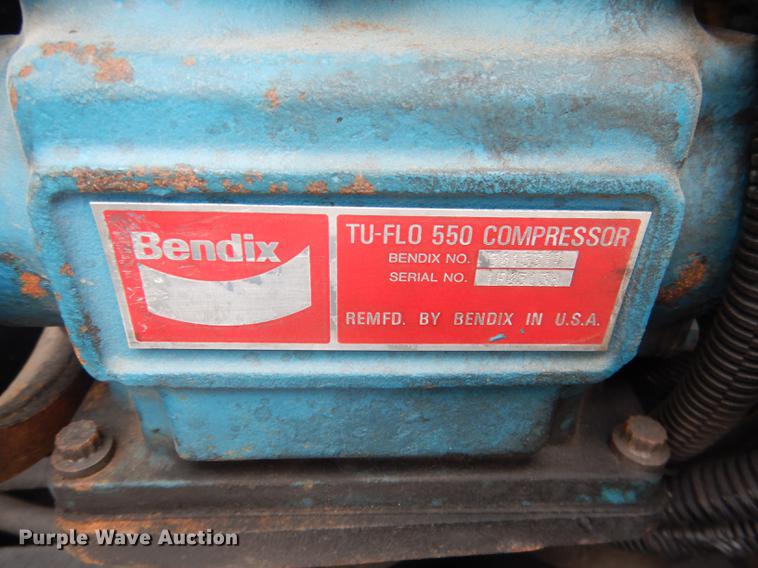 Bendix
TU-FLO 550 COMPRESSOR
BENDIX NO.
SERIAL NO.
REMFD. BY BENDIX IN U.S.A.
Purple Wave Auction